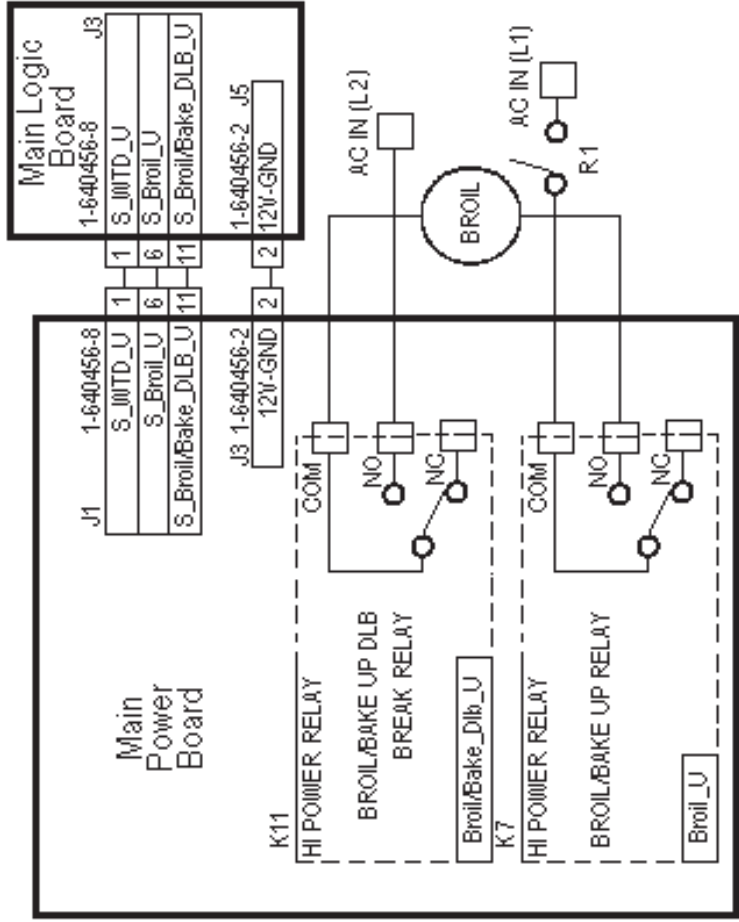 Main Logic
Board
1-640456-8 J3
S_WTD_U
S_Broil_U
S_Broil/Bake_DLB_U
1-640456-2 J5
12V-GND
1 1
6 6
11 11
2 2
J1 1-640456-8
S_WTD_U
S_Broil_U
S_Broil/Bake_DLB_U
J3 1-640456-2
12V-GND
Main
Power
Board
AC IN (L2)
AC IN (L1)
BROIL
R1
K11
HI POWER RELAY
BROIL/BAKE UP DLB
BREAK RELAY
Broil/Bake_Dlb_U
COM
NO
NC
K7
HI POWER RELAY
BROIL/BAKE UP RELAY
Broil_U
COM
NO
NC